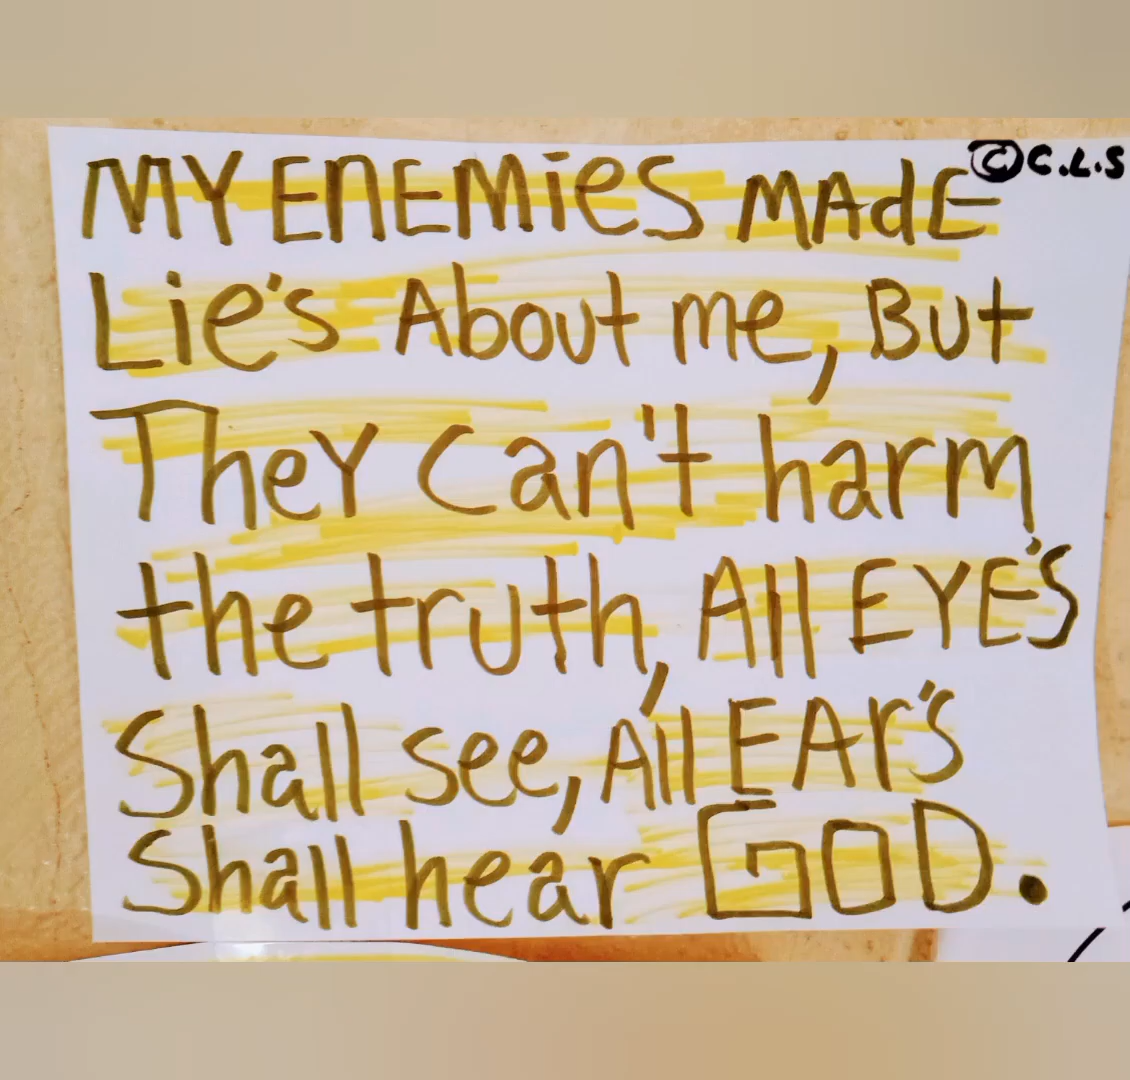 MY ENEMiES MAdE ©C.L.S
Lie's About me, But
TheY Can't harm
the truth, All EYE'S
Shall see, All EAr's
Shall hear GOD.